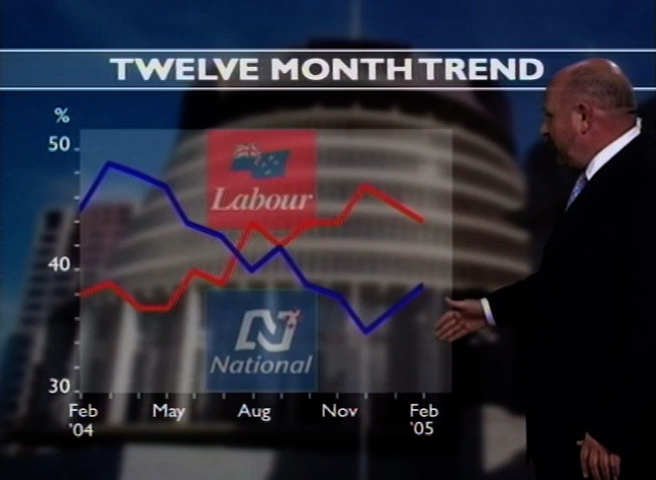 TWELVE MONTH TREND
%
50
Labour
40
National
30
Feb May Aug Nov Feb
'04 '05